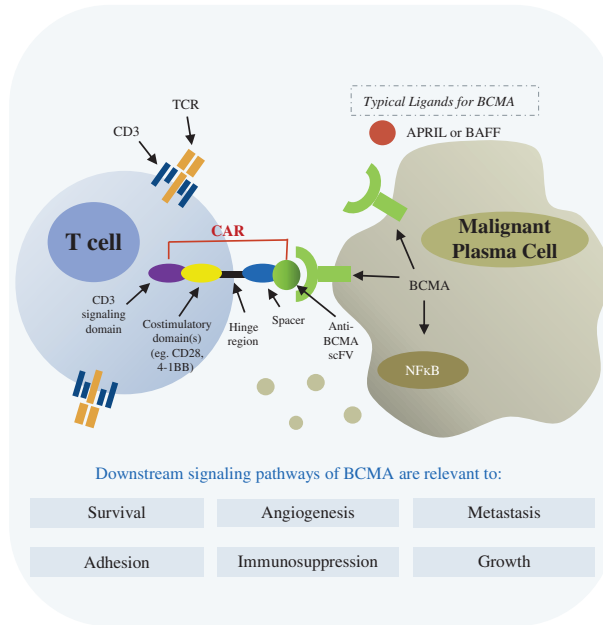 Typical Ligands for BCMA
APRIL or BAFF
TCR
CD3
T cell
CAR
Malignant
Plasma Cell
BCMA
CD3
signaling
domain
Costimulatory
domain(s)
(eg. CD28,
4-1BB)
Hinge
region
Spacer
Anti-
BCMA
scFV
NFκB
Downstream signaling pathways of BCMA are relevant to:
Survival
Angiogenesis
Metastasis
Adhesion
Immunosuppression
Growth